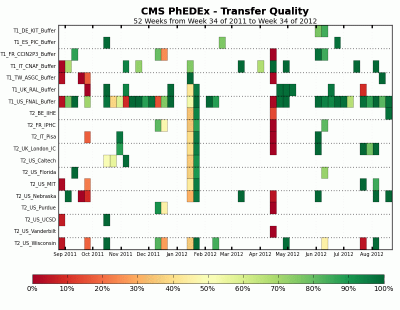 CMS PhEDEx - Transfer Quality
52 Weeks from Week 34 of 2011 to Week 34 of 2012
T1_DE_KIT_Buffer
T1_ES_PIC_Buffer
T1_FR_CCIN2P3_Buffer
T1_IT_CNAF_Buffer
T1_TW_ASGC_Buffer
T1_UK_RAL_Buffer
T1_US_FNAL_Buffer
T2_BE_IIHE
T2_FR_IPHC
T2_IT_Pisa
T2_UK_London_IC
T2_US_Caltech
T2_US_Florida
T2_US_MIT
T2_US_Nebraska
T2_US_Purdue
T2_US_UCSD
T2_US_Vanderbilt
T2_US_Wisconsin
Sep 2011 Oct 2011 Nov 2011 Dec 2011 Jan 2012 Feb 2012 Mar 2012 Apr 2012 May 2012 Jun 2012 Jul 2012 Aug 2012
0% 10% 20% 30% 40% 50% 60% 70% 80% 90% 100%